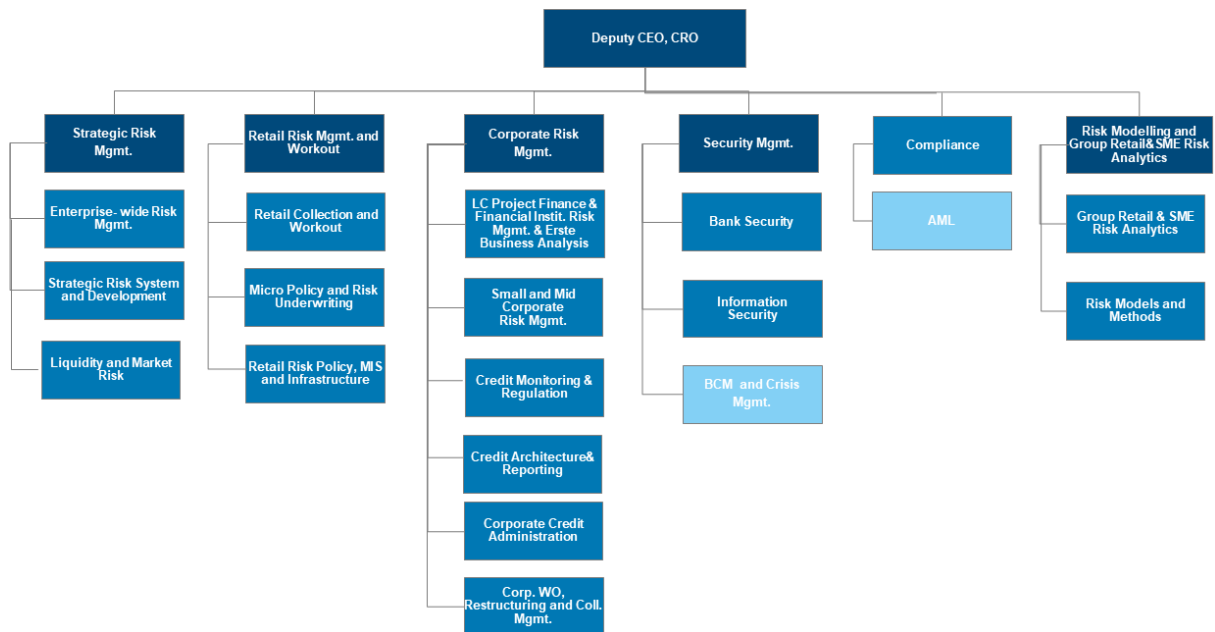 Deputy CEO, CRO
Strategic Risk
Mgmt.
Enterprise- wide Risk
Mgmt.
Strategic Risk System
and Development
Liquidity and Market
Risk
Retail Risk Mgmt. and
Workout
Retail Collection and
Workout
Micro Policy and Risk
Underwriting
Retail Risk Policy, MIS
and Infrastructure
Corporate Risk
Mgmt.
LC Project Finance &
Financial Instit. Risk
Mgmt. & Erste
Business Analysis
Small and Mid
Corporate
Risk Mgmt.
Credit Monitoring &
Regulation
Credit Architecture&
Reporting
Corporate Credit
Administration
Corp. WO,
Restructuring and Coll.
Mgmt.
Security Mgmt.
Bank Security
Information
Security
BCM and Crisis
Mgmt.
Compliance
AML
Risk Modelling and
Group Retail&SME Risk
Analytics
Group Retail & SME
Risk Analytics
Risk Models and
Methods